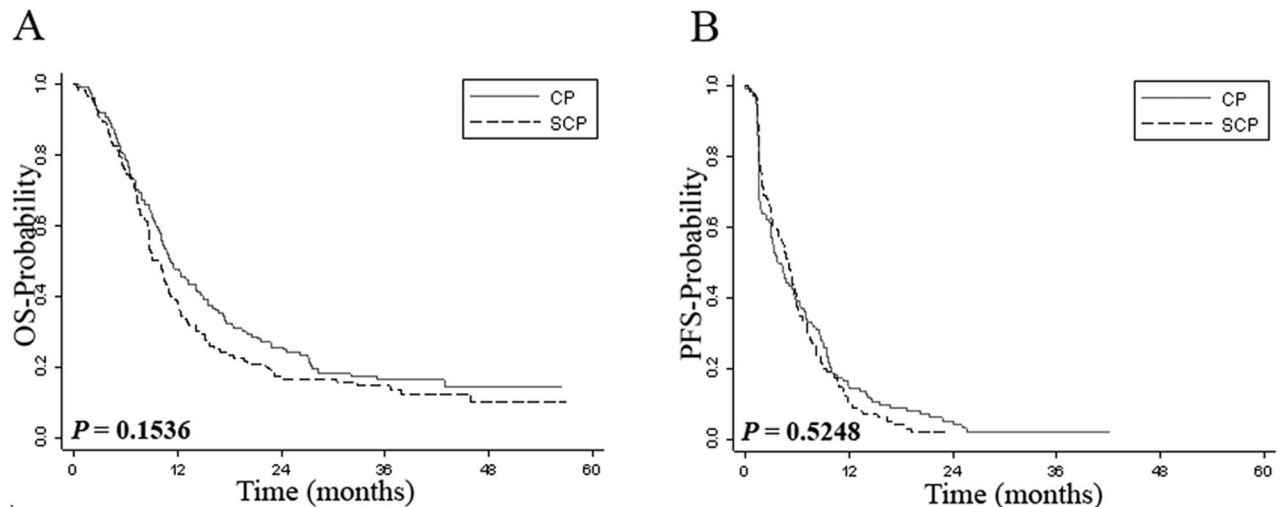 A
OS-Probability
1.0
0.8
0.6
0.4
0.2
0.0
CP
SCP
P = 0.1536
0 12 24 36 48 60
Time (months)
B
PFS-Probability
1.0
0.8
0.6
0.4
0.2
0.0
CP
SCP
P = 0.5248
0 12 24 36 48 60
Time (months)